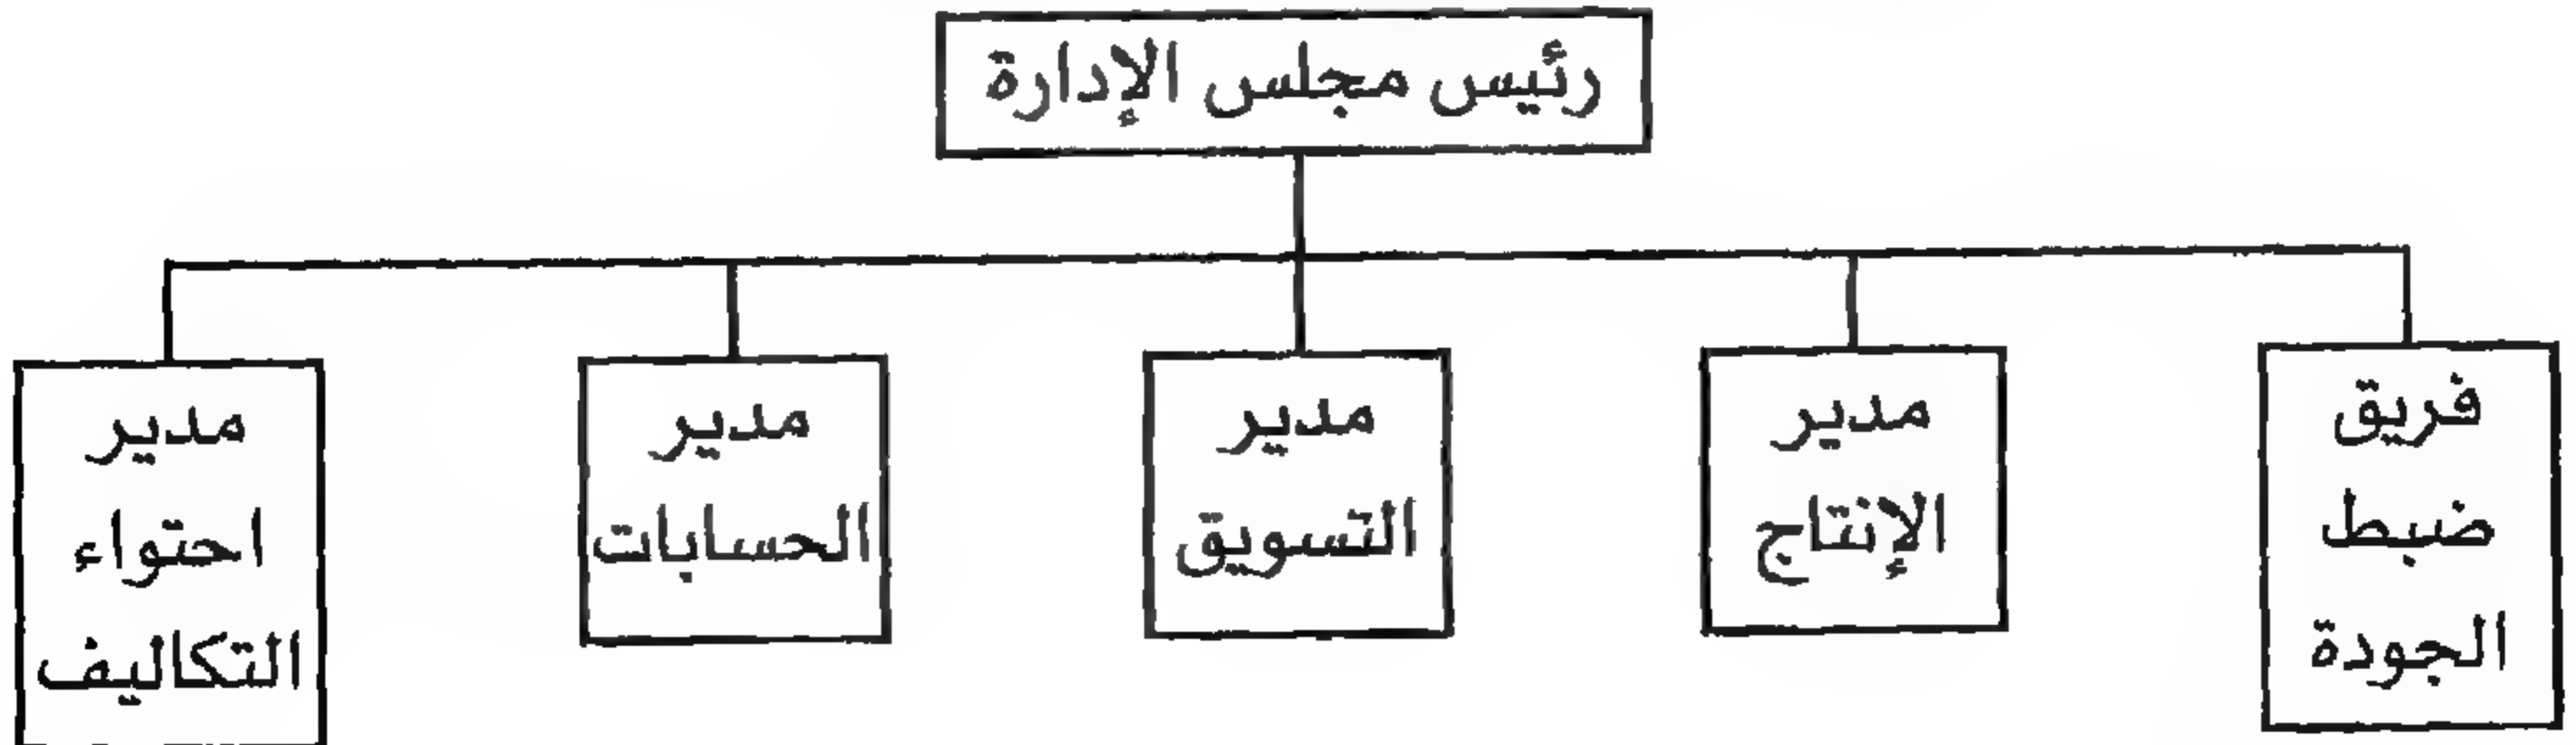 رئيس مجلس الإدارة
فريق
ضبط
الجودة
مدير
الإنتاج
مدير
التسويق
مدير
الحسابات
مدير
احتواء
التكاليف